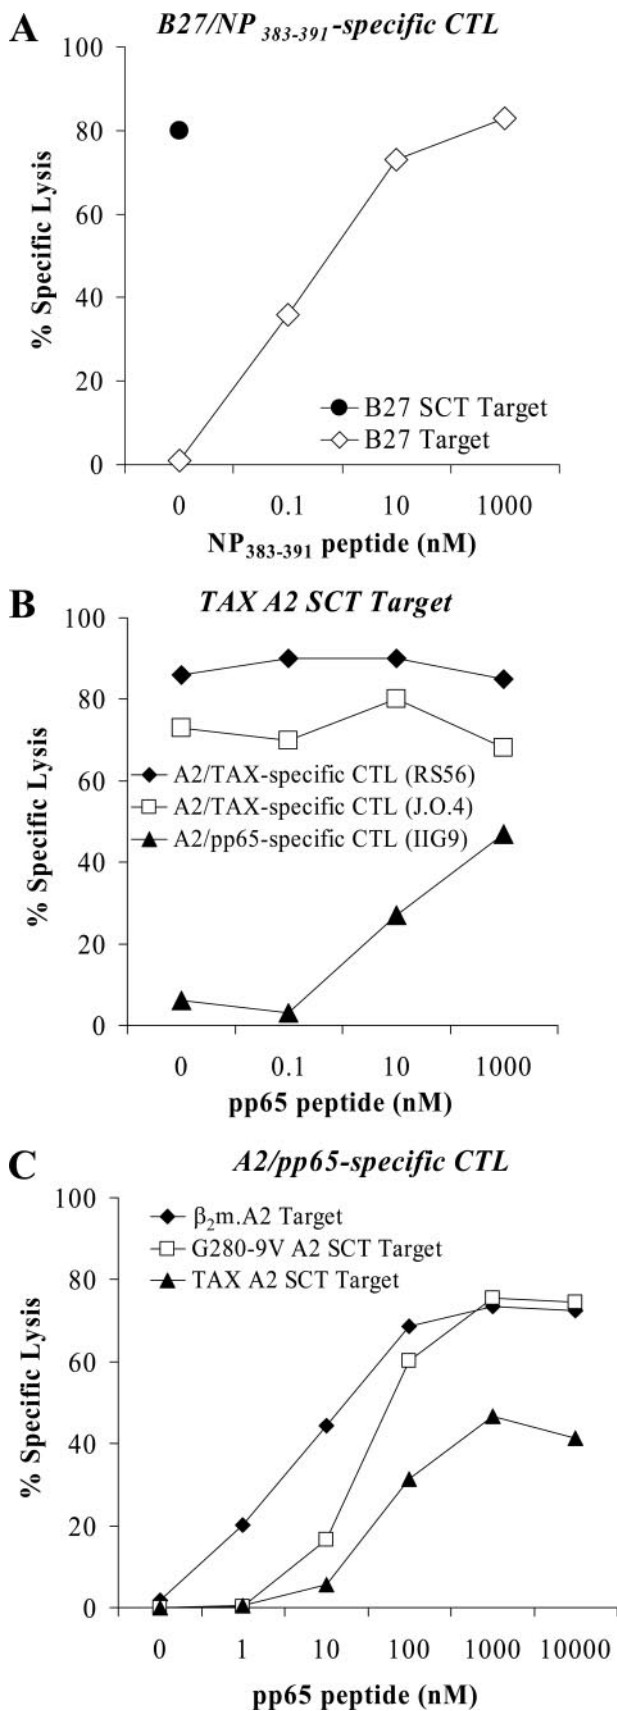 A
B27/NP 383-391-specific CTL
100
80
60
40
20
0
% Specific Lysis
B27 SCT Target
B27 Target
0 0.1 10 1000
NP383-391 peptide (nM)
B
TAX A2 SCT Target
100
80
60
40
20
0
% Specific Lysis
A2/TAX-specific CTL (RS56)
A2/TAX-specific CTL (J.O.4)
A2/pp65-specific CTL (IIG9)
0 0.1 10 1000
pp65 peptide (nM)
C
A2/pp65-specific CTL
100
80
60
40
20
0
% Specific Lysis
β2m.A2 Target
G280-9V A2 SCT Target
TAX A2 SCT Target
0 1 10 100 1000 10000
pp65 peptide (nM)